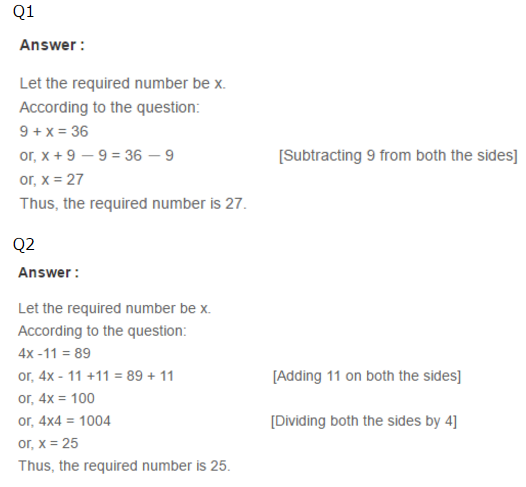 Q1
Answer :
Let the required number be x.
According to the question:
9 + x = 36
or, x + 9 — 9 = 36 — 9 [Subtracting 9 from both the sides]
or, x = 27
Thus, the required number is 27.
Q2
Answer :
Let the required number be x.
According to the question:
4x -11 = 89
or, 4x - 11 +11 = 89 + 11 [Adding 11 on both the sides]
or, 4x = 100
or, 4x4 = 1004 [Dividing both the sides by 4]
or, x = 25
Thus, the required number is 25.